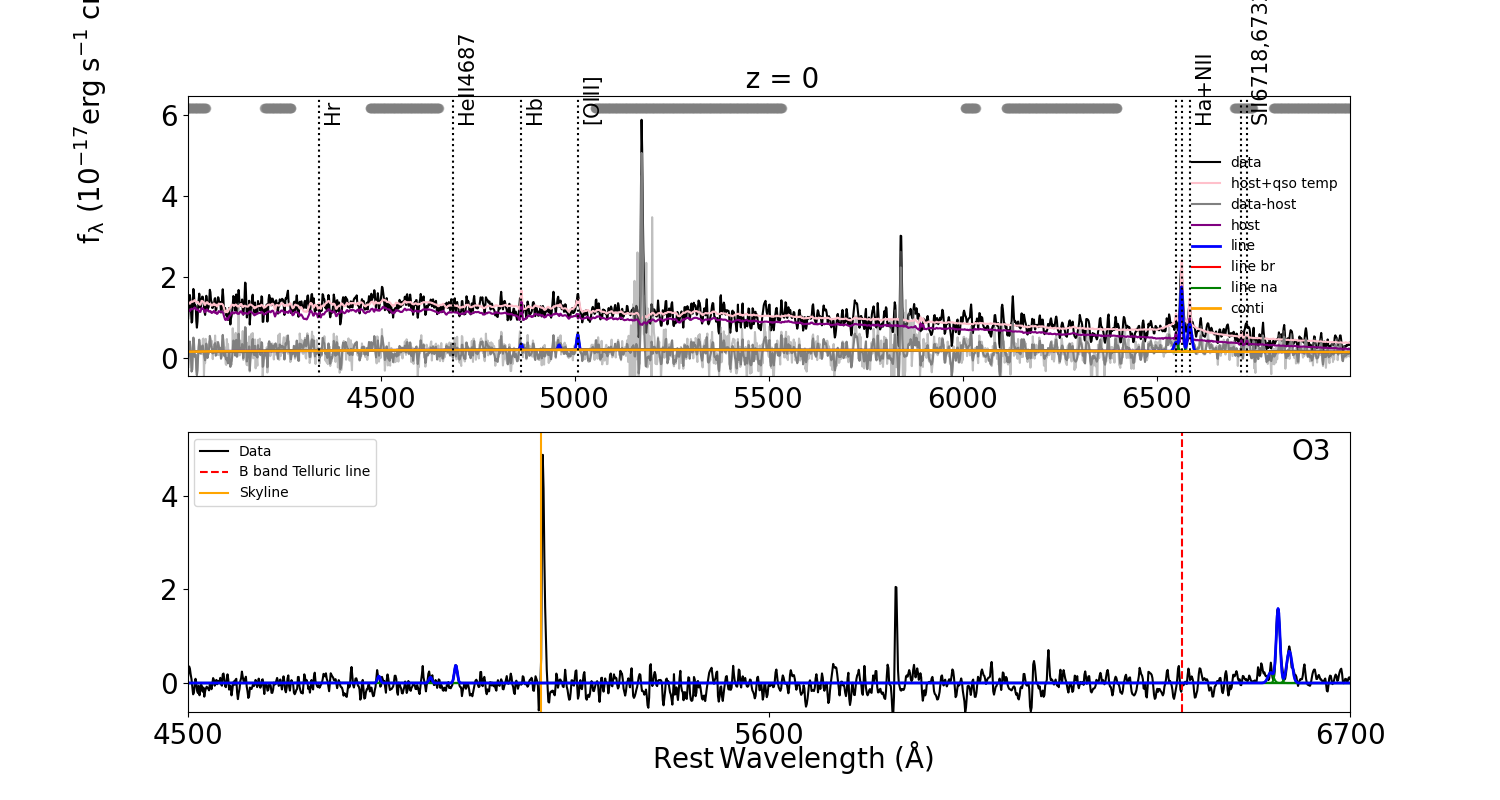 z = 0
fλ (10−17erg s−1 c
Hr
HeII4687
Hb
[OIII]
Ha+NII
SII6718,673
6
4
2
0
data
host+qso temp
data-host
host
line
line br
line na
conti
4500 5000 5500 6000 6500
Data
B band Telluric line
Skyline
O3
4
2
0
4500 5600 6700
Rest Wavelength (Å)